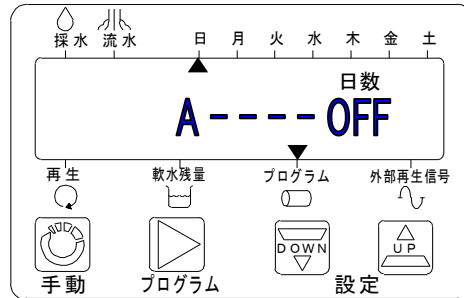 採水 流水 日 月 火 水 木 金 土
日数
A----OFF
再生 軟水残量 プログラム 外部再生信号
DOWN UP
手動 プログラム 設定